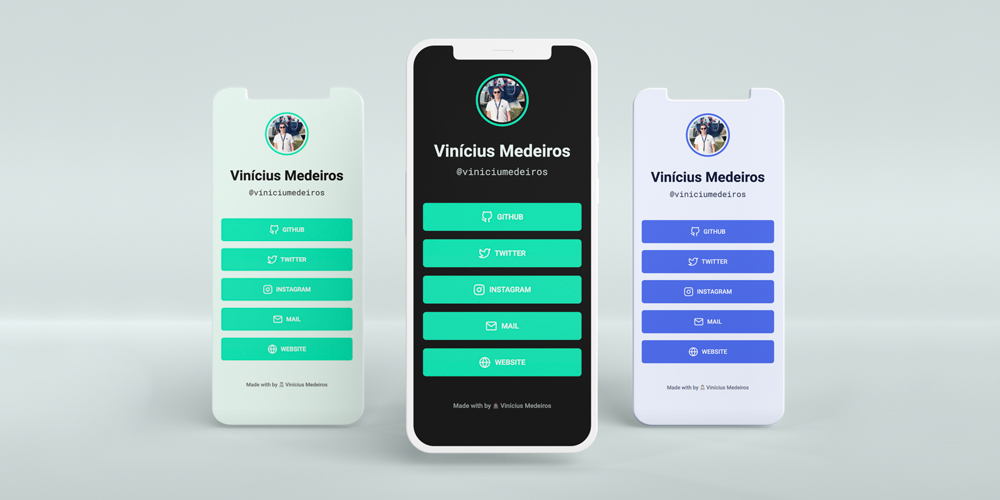 Vinícius Medeiros
@viniciumedeiros
GITHUB
TWITTER
INSTAGRAM
MAIL
WEBSITE
Made with by Vinícius Medeiros
Vinícius Medeiros
@viniciumedeiros
GITHUB
TWITTER
INSTAGRAM
MAIL
WEBSITE
Made with by Vinícius Medeiros
Vinícius Medeiros
@viniciumedeiros
GITHUB
TWITTER
INSTAGRAM
MAIL
WEBSITE
Made with by Vinícius Medeiros